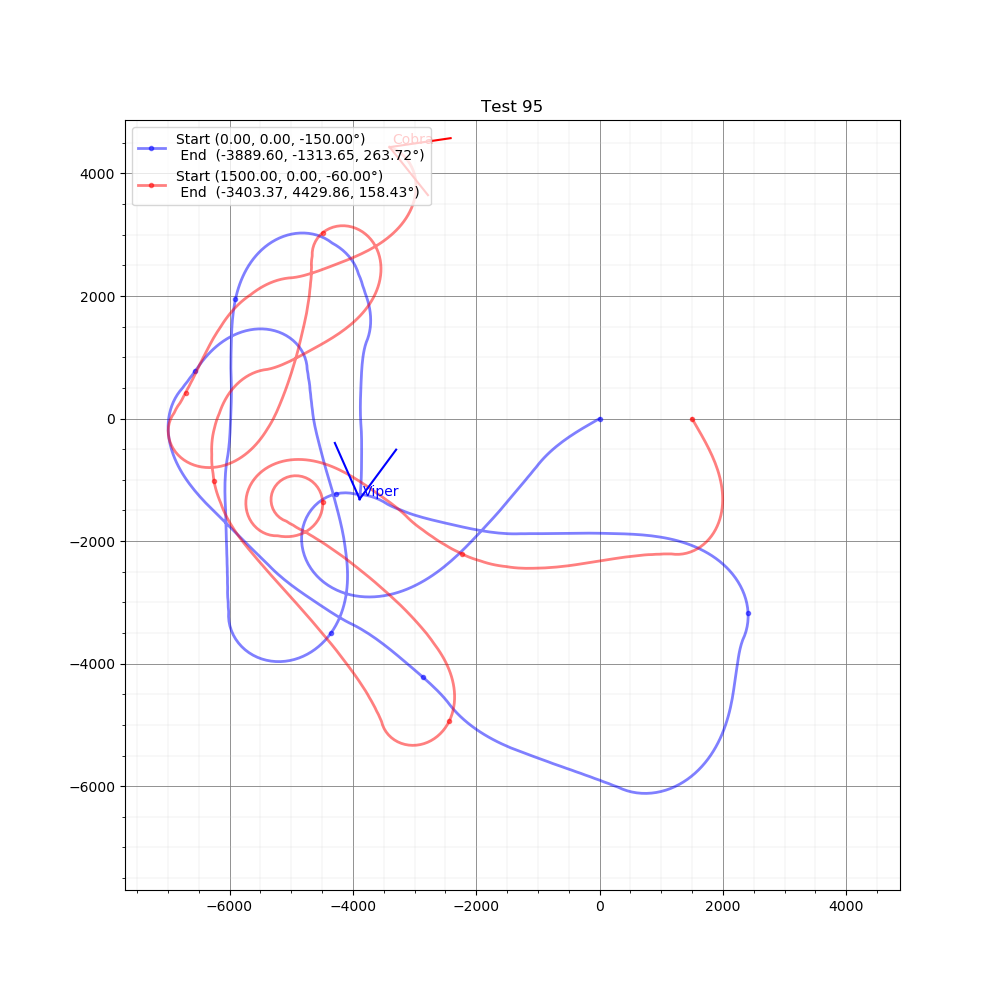 Test 95
Start (0.00, 0.00, -150.00°)
End (-3889.60, -1313.65, 263.72°)
Start (1500.00, 0.00, -60.00°)
End (-3403.37, 4429.86, 158.43°)
Cobra
Viper
4000
2000
0
−2000
−4000
−6000
−6000 −4000 −2000 0 2000 4000